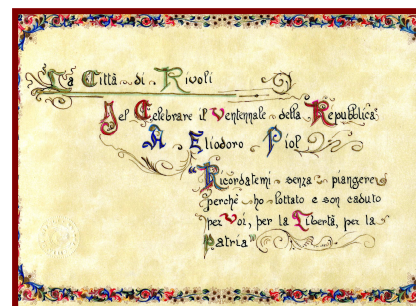 La Città di Rivoli
Nel Celebrare il Ventennale della Repubblica
A Eliodoro Piol
"Ricordatemi senza piangere
perchè ho lottato e son caduto
per Voi, per la Libertà, per la
Patria"